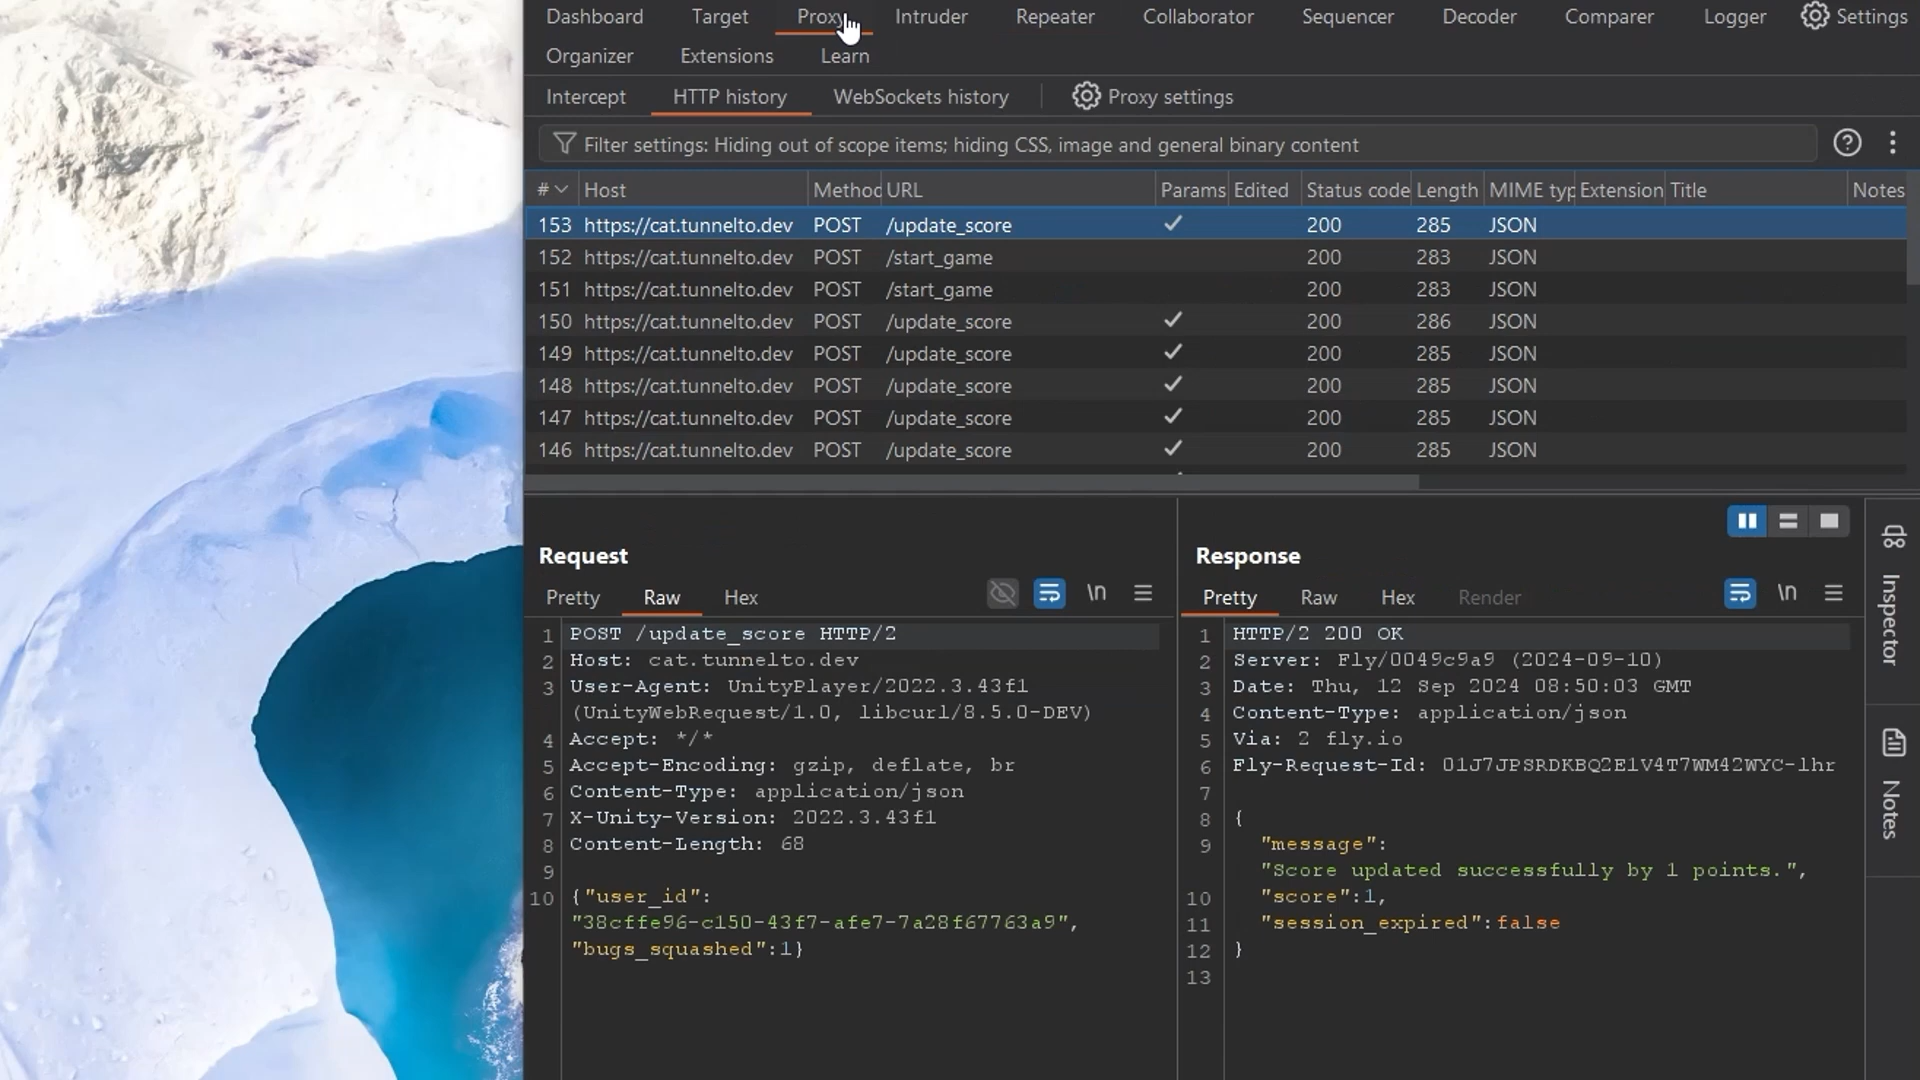 Dashboard Target Proxy Intruder Repeater Collaborator Sequencer Decoder Comparer Logger Settings
Organizer Extensions Learn
Intercept HTTP history WebSockets history Proxy settings
Filter settings: Hiding out of scope items; hiding CSS, image and general binary content
# Host Method URL Params Edited Status code Length MIME typ Extension Title Notes
153 https://cat.tunnelto.dev POST /update_score ✓ 200 285 JSON
152 https://cat.tunnelto.dev POST /start_game 200 283 JSON
151 https://cat.tunnelto.dev POST /start_game 200 283 JSON
150 https://cat.tunnelto.dev POST /update_score ✓ 200 286 JSON
149 https://cat.tunnelto.dev POST /update_score ✓ 200 285 JSON
148 https://cat.tunnelto.dev POST /update_score ✓ 200 285 JSON
147 https://cat.tunnelto.dev POST /update_score ✓ 200 285 JSON
146 https://cat.tunnelto.dev POST /update_score ✓ 200 285 JSON
Request
Pretty Raw Hex \n
1 POST /update_score HTTP/2
2 Host: cat.tunnelto.dev
3 User-Agent: UnityPlayer/2022.3.43f1
(UnityWebRequest/1.0, libcurl/8.5.0-DEV)
4 Accept: */*
5 Accept-Encoding: gzip, deflate, br
6 Content-Type: application/json
7 X-Unity-Version: 2022.3.43f1
8 Content-Length: 68
9
10 {"user_id":
"38cffe96-c150-43f7-afe7-7a28f67763a9",
"bugs_squashed":1}
Response
Pretty Raw Hex Render \n
1 HTTP/2 200 OK
2 Server: Fly/0049c9a9 (2024-09-10)
3 Date: Thu, 12 Sep 2024 08:50:03 GMT
4 Content-Type: application/json
5 Via: 2 fly.io
6 Fly-Request-Id: 01J7JPSRDKBQ2E1V4T7WM42WYC-lhr
7
8 {
9 "message":
"Score updated successfully by 1 points.",
10 "score":1,
11 "session_expired":false
12 }
13
Inspector
Notes